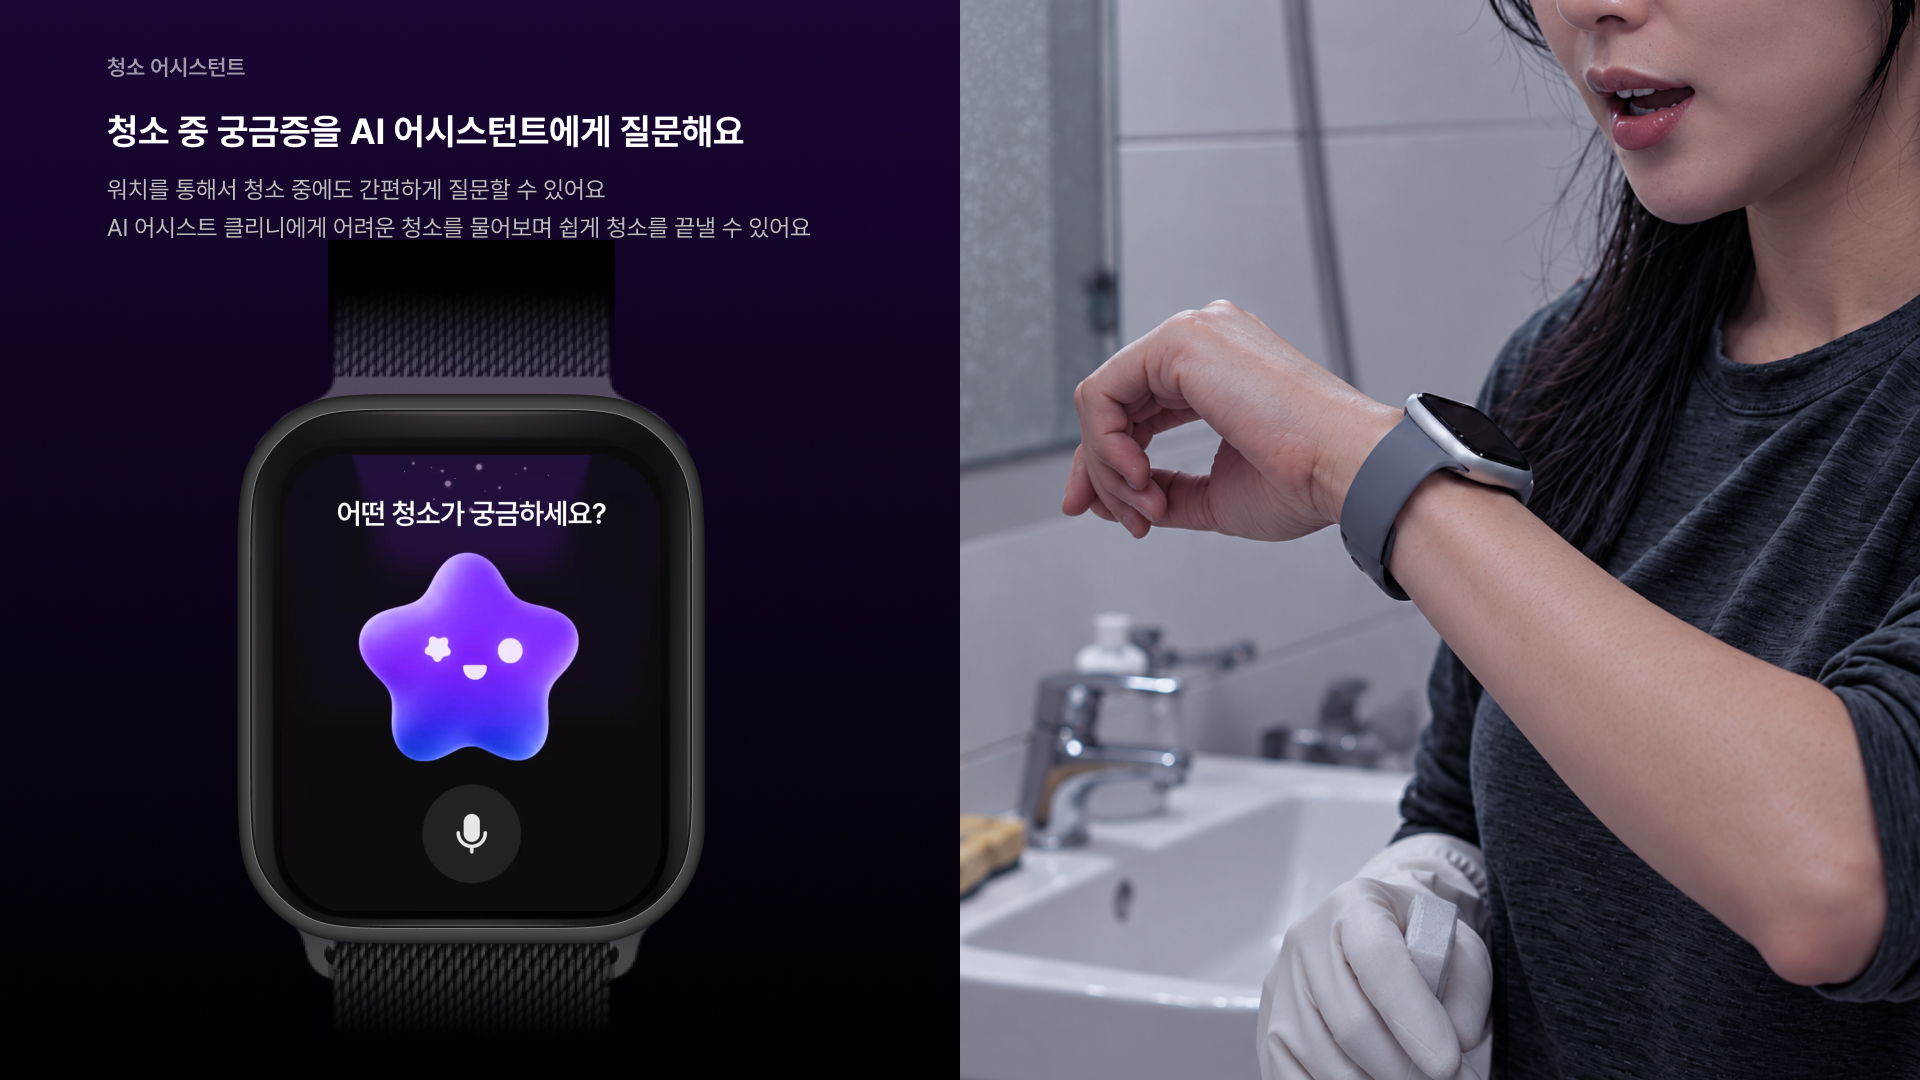 청소 어시스턴트
청소 중 궁금증을 AI 어시스턴트에게 질문해요
워치를 통해서 청소 중에도 간편하게 질문할 수 있어요
AI 어시스트 클리니에게 어려운 청소를 물어보며 쉽게 청소를 끝낼 수 있어요
어떤 청소가 궁금하세요?